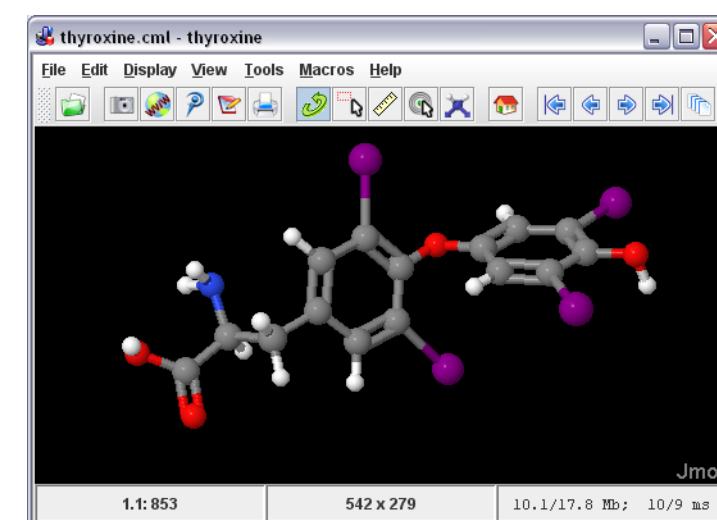 thyroxine.cml - thyroxine
File Edit Display View Tools Macros Help
Jmo
1.1:853 542 x 279 10.1/17.8 Mb; 10/9 ms